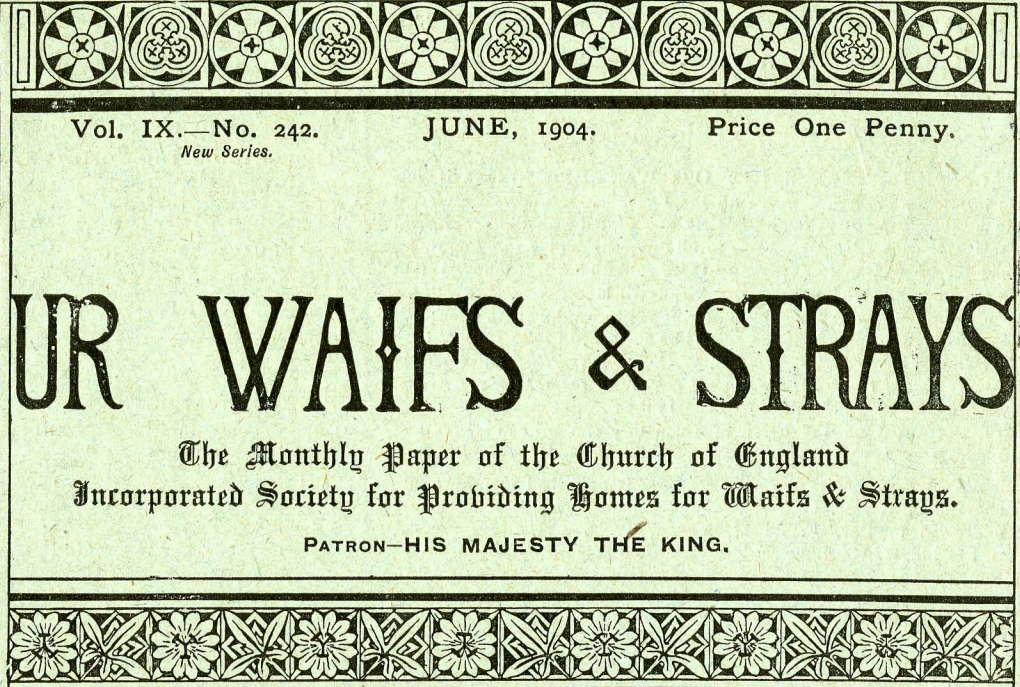 Vol. IX.—No. 242. JUNE, 1904. Price One Penny.
New Series.
UR WAIFS & STRAYS
The Monthly Paper of the Church of England
Incorporated Society for Providing Homes for Waifs & Strays.
PATRON—HIS MAJESTY THE KING.